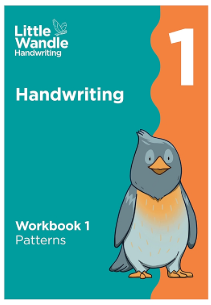 Little
Wandle
Handwriting
1
Handwriting
Workbook 1
Patterns